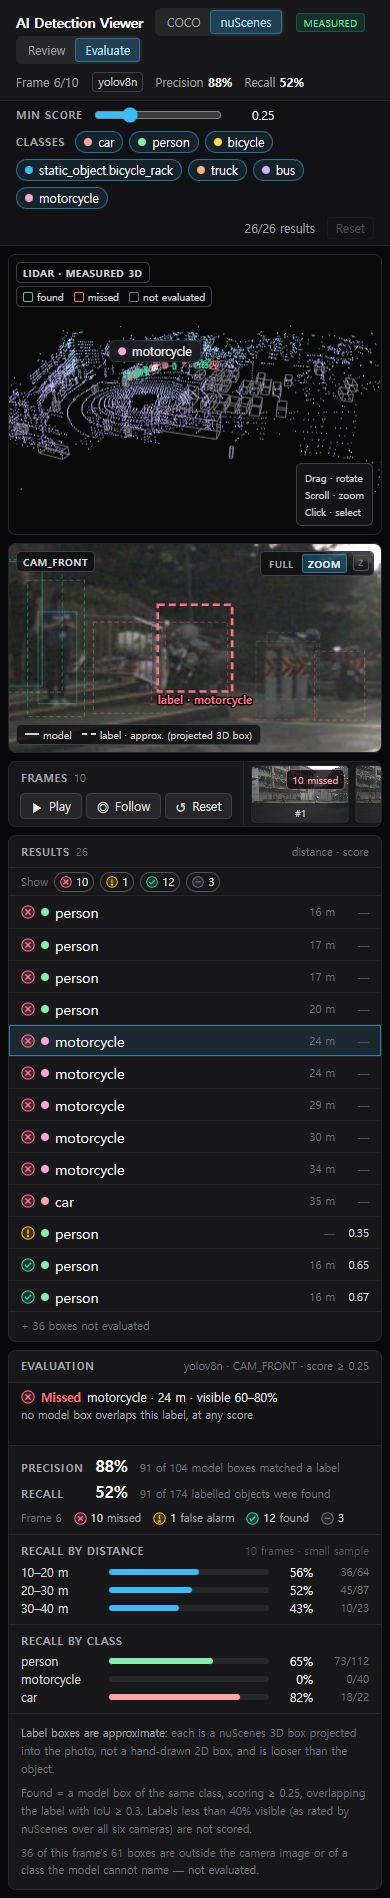 AI Detection Viewer COCO nuScenes MEASURED
Review Evaluate
Frame 6/10 yolov8n Precision 88% Recall 52%
MIN SCORE 0.25
CLASSES car person bicycle
static_object.bicycle_rack truck bus
motorcycle
26/26 results Reset
LIDAR · MEASURED 3D
found missed not evaluated
motorcycle
Drag · rotate
Scroll · zoom
Click · select
CAM_FRONT FULL ZOOM Z
label · motorcycle
model label · approx. (projected 3D box)
FRAMES 10
Play Follow Reset
10 missed
#1
RESULTS 26 distance · score
Show 10 1 12 3
person 16 m —
person 17 m —
person 17 m —
person 20 m —
motorcycle 24 m —
motorcycle 24 m —
motorcycle 29 m —
motorcycle 30 m —
motorcycle 34 m —
car 35 m —
person — 0.35
person 16 m 0.65
person 16 m 0.67
+ 36 boxes not evaluated
EVALUATION yolov8n · CAM_FRONT · score ≥ 0.25
Missed motorcycle · 24 m · visible 60–80%
no model box overlaps this label, at any score
PRECISION 88% 91 of 104 model boxes matched a label
RECALL 52% 91 of 174 labelled objects were found
Frame 6 10 missed 1 false alarm 12 found 3
RECALL BY DISTANCE 10 frames · small sample
10–20 m 56% 36/64
20–30 m 52% 45/87
30–40 m 43% 10/23
RECALL BY CLASS
person 65% 73/112
motorcycle 0% 0/40
car 82% 18/22
Label boxes are approximate: each is a nuScenes 3D box projected
into the photo, not a hand-drawn 2D box, and is looser than the
object.
Found = a model box of the same class, scoring ≥ 0.25, overlapping
the label with IoU ≥ 0.3. Labels less than 40% visible (as rated by
nuScenes over all six cameras) are not scored.
36 of this frame's 61 boxes are outside the camera image or of a
class the model cannot name — not evaluated.